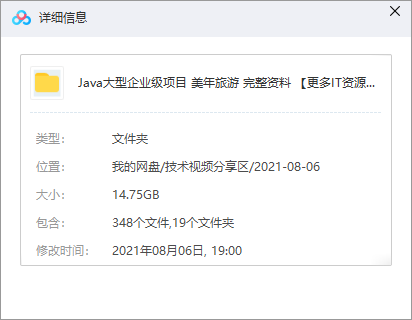 详细信息
Java大型企业级项目 美年旅游 完整资料 【更多IT资源...
类型： 文件夹
位置： 我的网盘/技术视频分享区/2021-08-06
大小： 14.75GB
包含： 348个文件,19个文件夹
修改时间： 2021年08月06日, 19:00